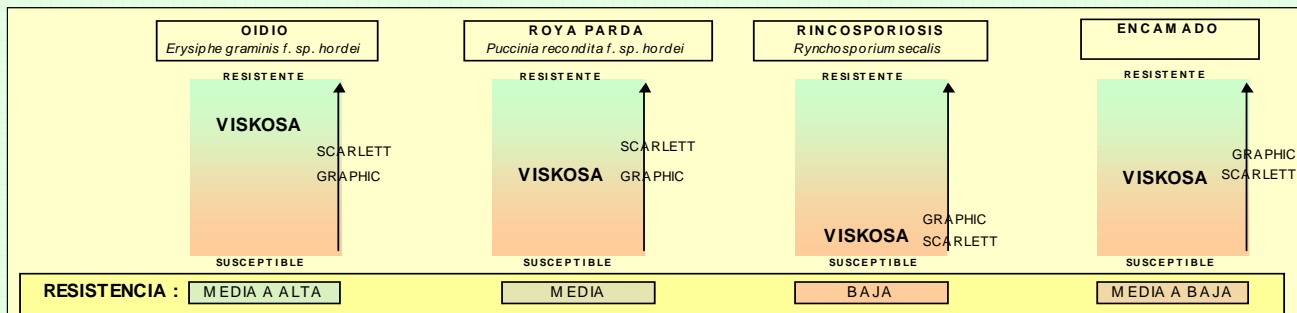 OIDIO
Erysiphe graminis f. sp. hordei
RESISTENTE
VISKOSA
SCARLETT
GRAPHIC
SUSCEPTIBLE
ROYA PARDA
Puccinia recondita f. sp. hordei
RESISTENTE
SCARLETT
VISKOSA GRAPHIC
SUSCEPTIBLE
RINCOSPORIOSIS
Rynchosporium secalis
RESISTENTE
GRAPHIC
VISKOSA SCARLETT
SUSCEPTIBLE
ENCAMADO
RESISTENTE
GRAPHIC
VISKOSA SCARLETT
SUSCEPTIBLE
RESISTENCIA : MEDIA A ALTA MEDIA BAJA MEDIA A BAJA